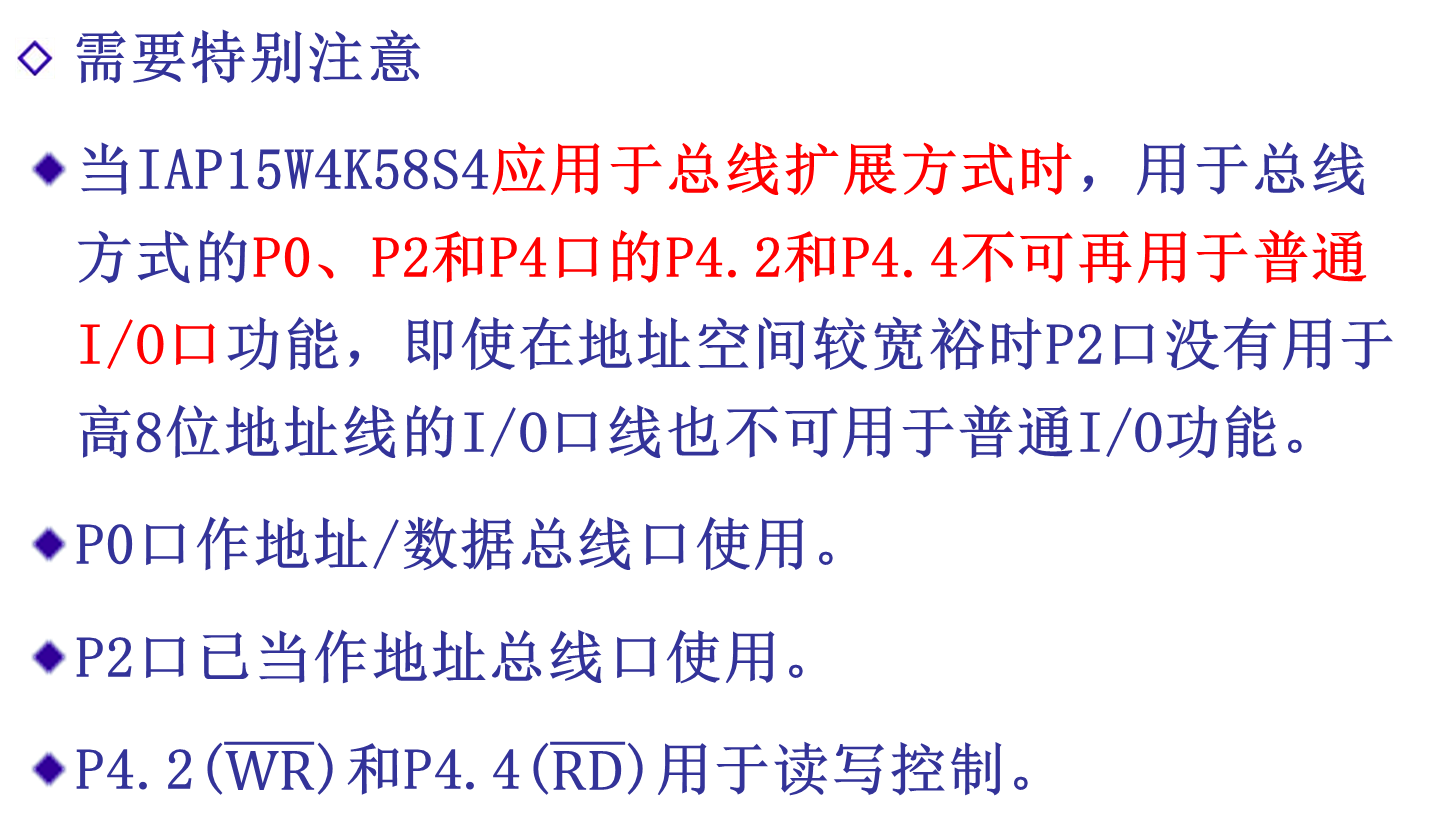 需要特别注意
当IAP15W4K58S4应用于总线扩展方式时，用于总线
方式的P0、P2和P4口的P4.2和P4.4不可再用于普通
I/O口功能，即使在地址空间较宽裕时P2口没有用于
高8位地址线的I/O口线也不可用于普通I/O功能。
P0口作地址/数据总线口使用。
P2口已当作地址总线口使用。
P4.2(W̅R̅)和P4.4(R̅D̅)用于读写控制。